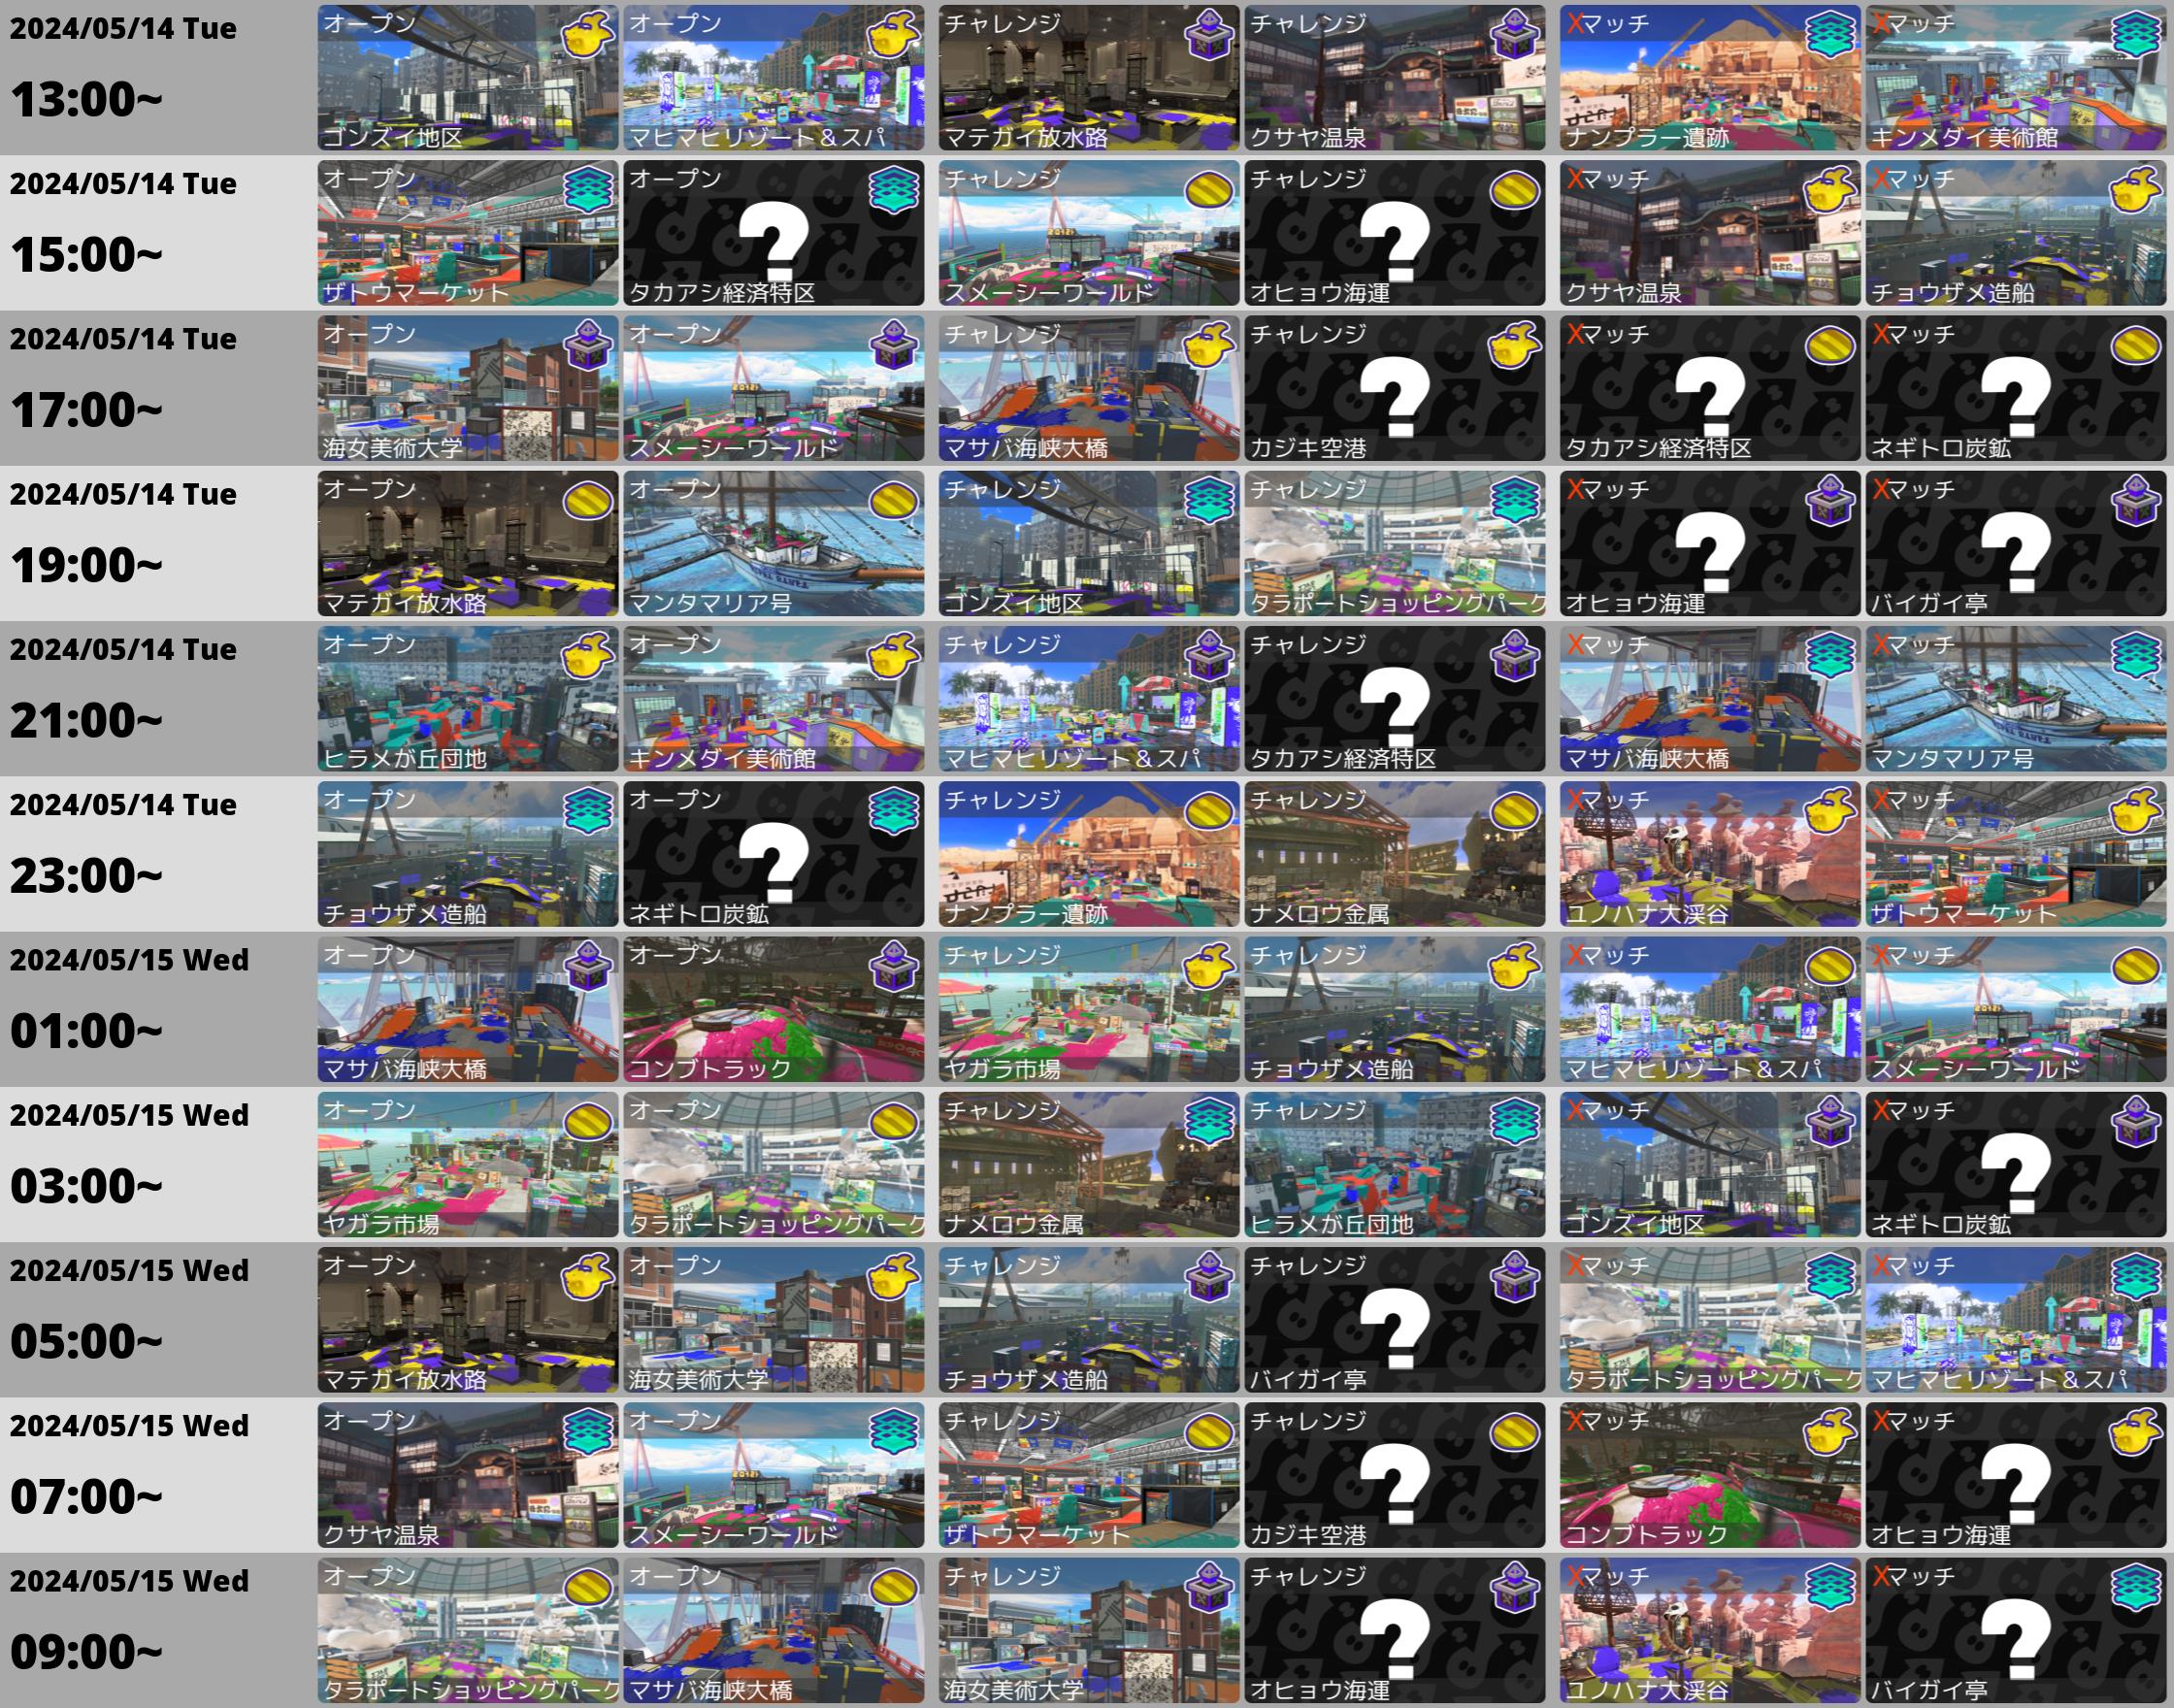 2024/05/14 Tue
13:00~
オープン
ゴンズイ地区
オープン
マヒマヒリゾート＆スパ
チャレンジ
マテガイ放水路
チャレンジ
クサヤ温泉
Xマッチ
ナンプラー遺跡
Xマッチ
キンメダイ美術館
2024/05/14 Tue
15:00~
オープン
ザトウマーケット
オープン
?
タカアシ経済特区
チャレンジ
スメーシーワールド
チャレンジ
?
オヒョウ海運
Xマッチ
クサヤ温泉
Xマッチ
チョウザメ造船
2024/05/14 Tue
17:00~
オープン
海女美術大学
オープン
スメーシーワールド
チャレンジ
マサバ海峡大橋
チャレンジ
?
カジキ空港
Xマッチ
?
タカアシ経済特区
Xマッチ
?
ネギトロ炭鉱
2024/05/14 Tue
19:00~
オープン
マテガイ放水路
オープン
マンタマリア号
チャレンジ
ゴンズイ地区
チャレンジ
タラポートショッピングパーク
Xマッチ
?
オヒョウ海運
Xマッチ
?
バイガイ亭
2024/05/14 Tue
21:00~
オープン
ヒラメが丘団地
オープン
キンメダイ美術館
チャレンジ
マヒマヒリゾート＆スパ
チャレンジ
?
タカアシ経済特区
Xマッチ
マサバ海峡大橋
Xマッチ
マンタマリア号
2024/05/14 Tue
23:00~
オープン
チョウザメ造船
オープン
?
ネギトロ炭鉱
チャレンジ
ナンプラー遺跡
チャレンジ
ナメロウ金属
Xマッチ
ユノハナ大渓谷
Xマッチ
ザトウマーケット
2024/05/15 Wed
01:00~
オープン
マサバ海峡大橋
オープン
コンブトラック
チャレンジ
ヤガラ市場
チャレンジ
チョウザメ造船
Xマッチ
マヒマヒリゾート＆スパ
Xマッチ
スメーシーワールド
2024/05/15 Wed
03:00~
オープン
ヤガラ市場
オープン
タラポートショッピングパーク
チャレンジ
ナメロウ金属
チャレンジ
ヒラメが丘団地
Xマッチ
ゴンズイ地区
Xマッチ
?
ネギトロ炭鉱
2024/05/15 Wed
05:00~
オープン
マテガイ放水路
オープン
海女美術大学
チャレンジ
チョウザメ造船
チャレンジ
?
バイガイ亭
Xマッチ
タラポートショッピングパーク
Xマッチ
マヒマヒリゾート＆スパ
2024/05/15 Wed
07:00~
オープン
クサヤ温泉
オープン
スメーシーワールド
チャレンジ
ザトウマーケット
チャレンジ
?
カジキ空港
Xマッチ
コンブトラック
Xマッチ
?
オヒョウ海運
2024/05/15 Wed
09:00~
オープン
タラポートショッピングパーク
オープン
マサバ海峡大橋
チャレンジ
海女美術大学
チャレンジ
?
オヒョウ海運
Xマッチ
ユノハナ大渓谷
Xマッチ
?
バイガイ亭